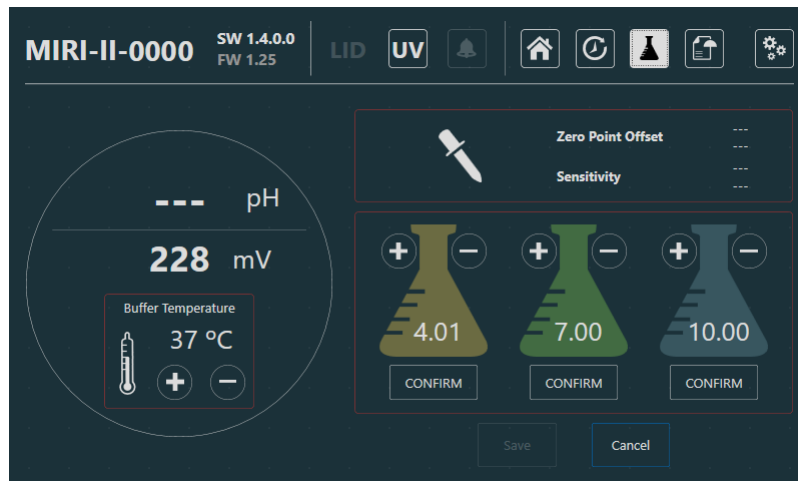 MIRI-II-0000
SW 1.4.0.0
FW 1.25
LID
UV
Zero Point Offset
---
---
Sensitivity
---
---
--- pH
228 mV
Buffer Temperature
37 °C
4.01
7.00
10.00
CONFIRM
CONFIRM
CONFIRM
Save
Cancel